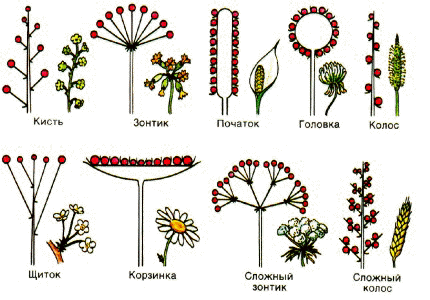 Кисть
Зонтик
Початок
Головка
Колос
Щиток
Корзинка
Сложный
зонтик
Сложный
колос